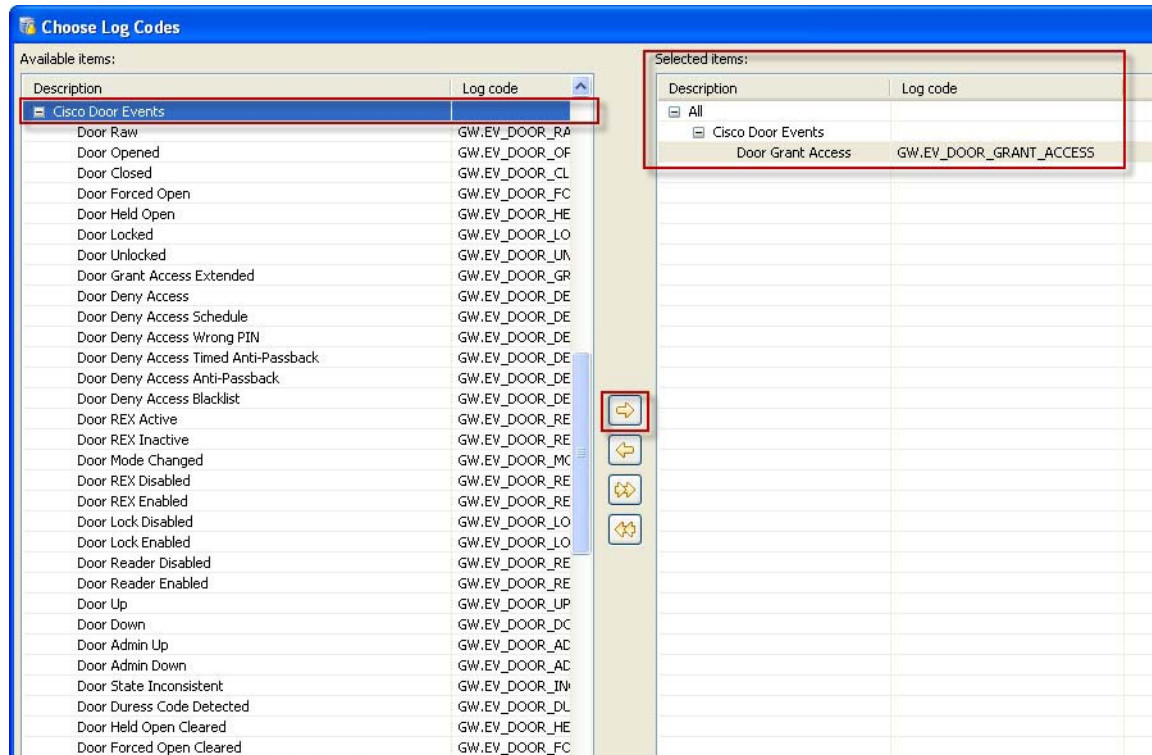 Choose Log Codes
Available items:
Description Log code
Cisco Door Events
Door Raw GW.EV_DOOR_RA
Door Opened GW.EV_DOOR_OP
Door Closed GW.EV_DOOR_CL
Door Forced Open GW.EV_DOOR_FO
Door Held Open GW.EV_DOOR_HE
Door Locked GW.EV_DOOR_LO
Door Unlocked GW.EV_DOOR_UN
Door Grant Access Extended GW.EV_DOOR_GR
Door Deny Access GW.EV_DOOR_DE
Door Deny Access Schedule GW.EV_DOOR_DE
Door Deny Access Wrong PIN GW.EV_DOOR_DE
Door Deny Access Timed Anti-Passback GW.EV_DOOR_DE
Door Deny Access Anti-Passback GW.EV_DOOR_DE
Door Deny Access Blacklist GW.EV_DOOR_DE
Door REX Active GW.EV_DOOR_RE
Door REX Inactive GW.EV_DOOR_RE
Door Mode Changed GW.EV_DOOR_MO
Door REX Disabled GW.EV_DOOR_RE
Door REX Enabled GW.EV_DOOR_RE
Door Lock Disabled GW.EV_DOOR_LO
Door Lock Enabled GW.EV_DOOR_LO
Door Reader Disabled GW.EV_DOOR_RE
Door Reader Enabled GW.EV_DOOR_RE
Door Up GW.EV_DOOR_UP
Door Down GW.EV_DOOR_DO
Door Admin Up GW.EV_DOOR_AD
Door Admin Down GW.EV_DOOR_AD
Door State Inconsistent GW.EV_DOOR_IN
Door Duress Code Detected GW.EV_DOOR_DU
Door Held Open Cleared GW.EV_DOOR_HE
Door Forced Open Cleared GW.EV_DOOR_FO
Selected items:
Description Log code
All
Cisco Door Events
Door Grant Access GW.EV_DOOR_GRANT_ACCESS